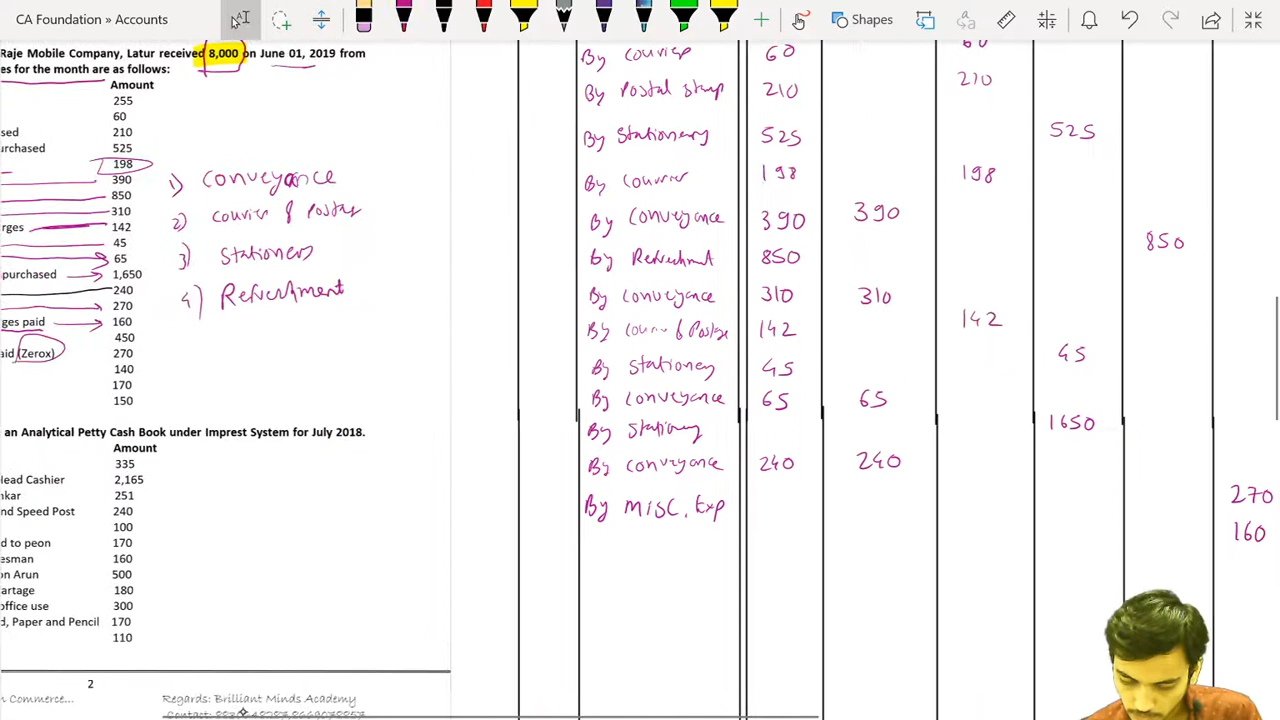 CA Foundation » Accounts
Shapes
Raje Mobile Company, Latur received 8,000 on June 01, 2019 from
es for the month are as follows:
Amount
255
60
sed 210
urchased 525
198
390
850
310
rges 142
45
65
purchased 1,650
240
270
ges paid 160
450
aid (Zerox) 270
140
170
150
1) Conveyance
2) Courier & Postag
3) Stationers
4) Refreshment
an Analytical Petty Cash Book under Imprest System for July 2018.
Amount
335
lead Cashier 2,165
nkar 251
nd Speed Post 240
100
d to peon 170
esman 160
on Arun 500
artage 180
office use 300
d, Paper and Pencil 170
110
2
n Commerce...
Regards: Brilliant Minds Academy
By Courier 60 60
By Postal stamp 210 210
By Stationery 525 525
By Courier 198 198
By Conveyance 390 390
By Refreshment 850 850
By Conveyance 310 310
By Courier & Postage 142 142
By Stationery 45 45
By Conveyance 65 65
By Stationery 1650
By Conveyance 240 240
By MISC. Exp 270
160